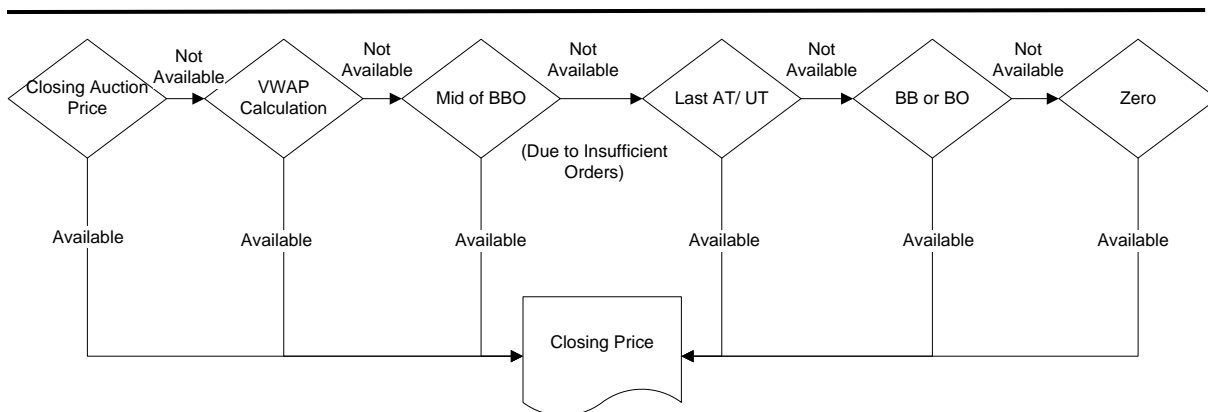 Closing Auction
Price
Not
Available
VWAP
Calculation
Not
Available
Mid of BBO
Not
Available
(Due to Insufficient
Orders)
Last AT/ UT
Not
Available
BB or BO
Not
Available
Zero
Available
Available
Available
Available
Available
Available
Closing Price